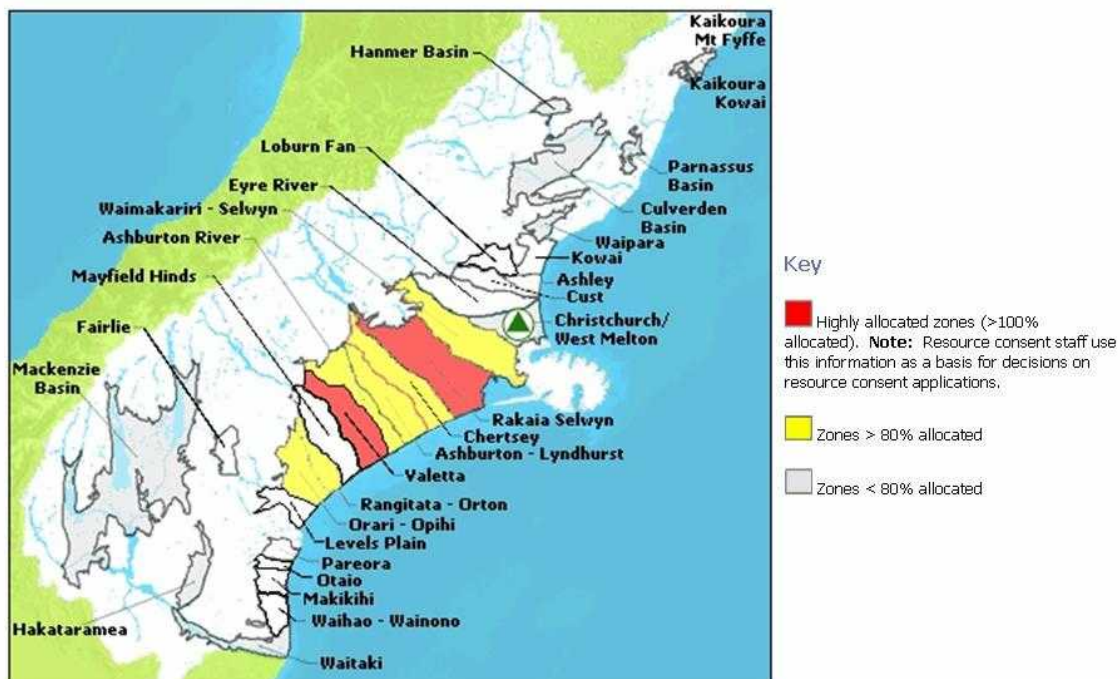 Kaikoura
Mt Fyffe
Hanmer Basin
Kaikoura
Kowai
Loburn Fan
Parnassus
Basin
Eyre River
Culverden
Basin
Waimakariri - Selwyn
Waipara
Ashburton River
Kowai
Mayfield Hinds
Ashley
Cust
Fairlie
Christchurch/
West Melton
Mackenzie
Basin
Rakaia Selwyn
Chertsey
Ashburton - Lyndhurst
Valetta
Rangitata - Orton
Orari - Opihi
Levels Plain
Pareora
Otaio
Makikihi
Waihao - Wainono
Hakataramea
Waitaki
Key
Highly allocated zones (>100%
allocated). Note: Resource consent staff use
this information as a basis for decisions on
resource consent applications.
Zones > 80% allocated
Zones < 80% allocated